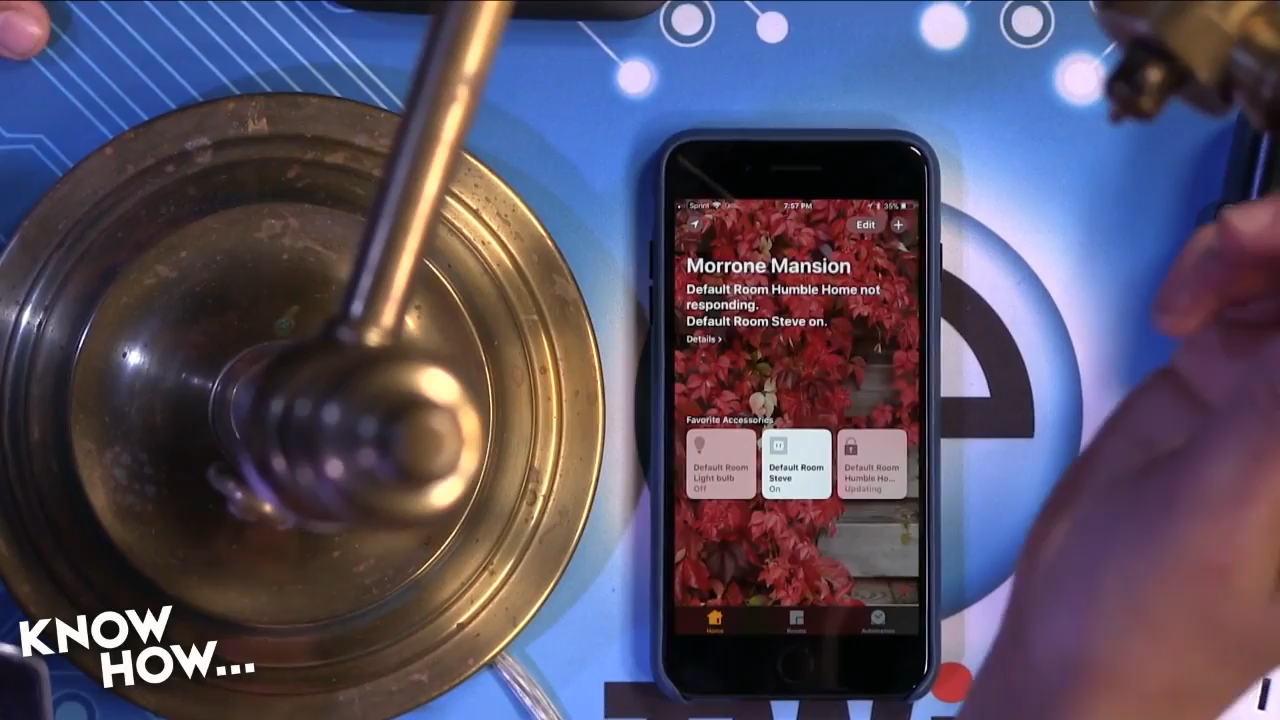 Sprint
7:57 PM
35%
Edit
Morrone Mansion
Default Room Humble Home not
responding.
Default Room Steve on.
Details >
Favorite Accessories
Default Room
Light bulb
Off
Default Room
Steve
On
Default Room
Humble Ho...
Updating
Home
Rooms
Automation
KNOW
HOW...